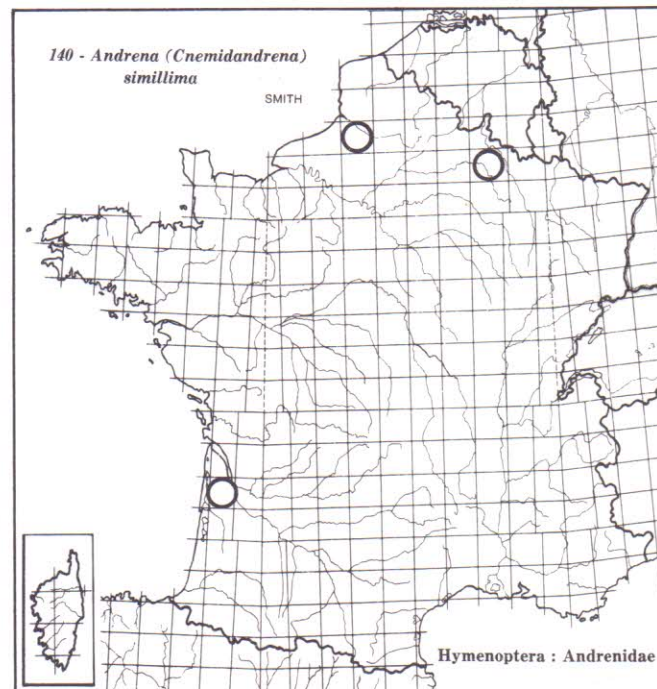 140 - Andrena (Cnemidandrena)
simillima
SMITH
Hymenoptera : Andrenidae